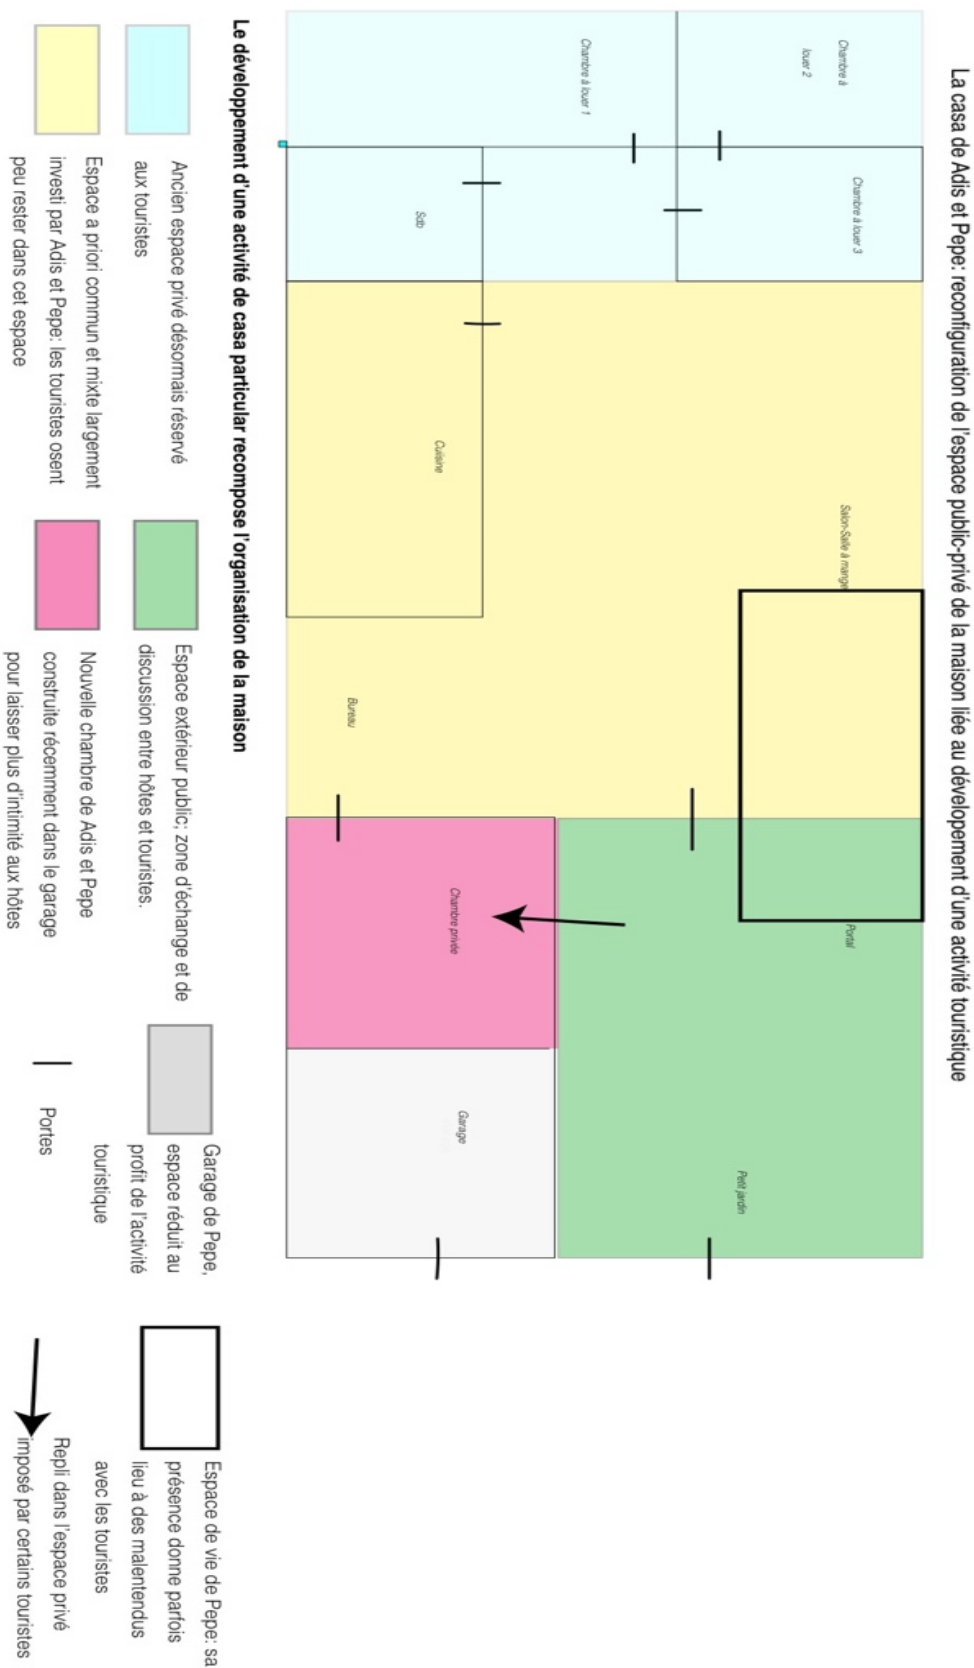 La casa de Adis et Pepe: reconfiguration de l'espace public-privé de la maison liée au dévelopement d'une activité touristique
Chambre à
louer 2
Chambre à louer 3
Salon-Salle à mange
Portal
Petit jardin
Chambre à louer 1
Sdb
Cuisine
Bureau
Chambre privée
Garage
Le développement d'une activité de casa particular recompose l'organisation de la maison
Ancien espace privé désormais réservé
aux touristes
Espace a priori commun et mixte largement
investi par Adis et Pepe: les touristes osent
peu rester dans cet espace
Espace extérieur public; zone d'échange et de
discussion entre hôtes et touristes.
Nouvelle chambre de Adis et Pepe
construite récemment dans le garage
pour laisser plus d'intimité aux hôtes
Garage de Pepe,
espace réduit au
profit de l'activité
touristique
Portes
Espace de vie de Pepe: sa
présence donne parfois
lieu à des malentendus
avec les touristes
Repli dans l'espace privé
imposé par certains touristes